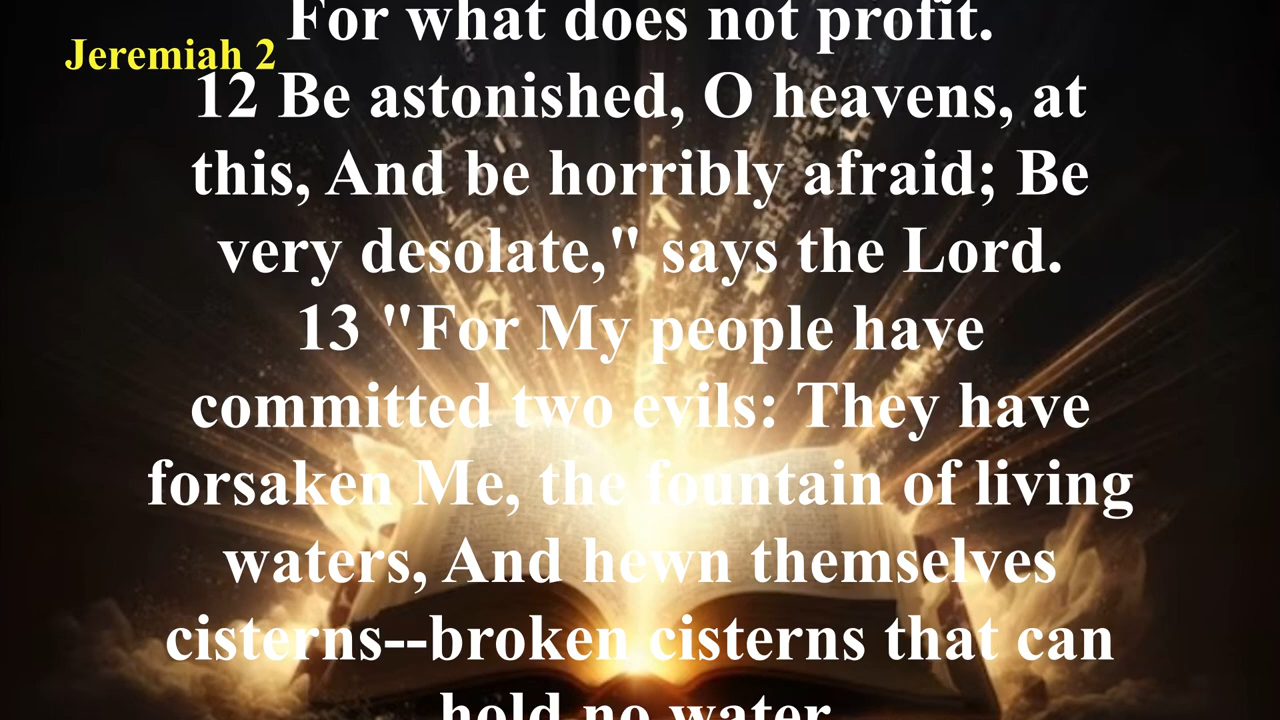 For what does not profit.
Jeremiah 2
12 Be astonished, O heavens, at
this, And be horribly afraid; Be
very desolate," says the Lord.
13 "For My people have
committed two evils: They have
forsaken Me, the fountain of living
waters, And hewn themselves
cisterns--broken cisterns that can
hold no water.